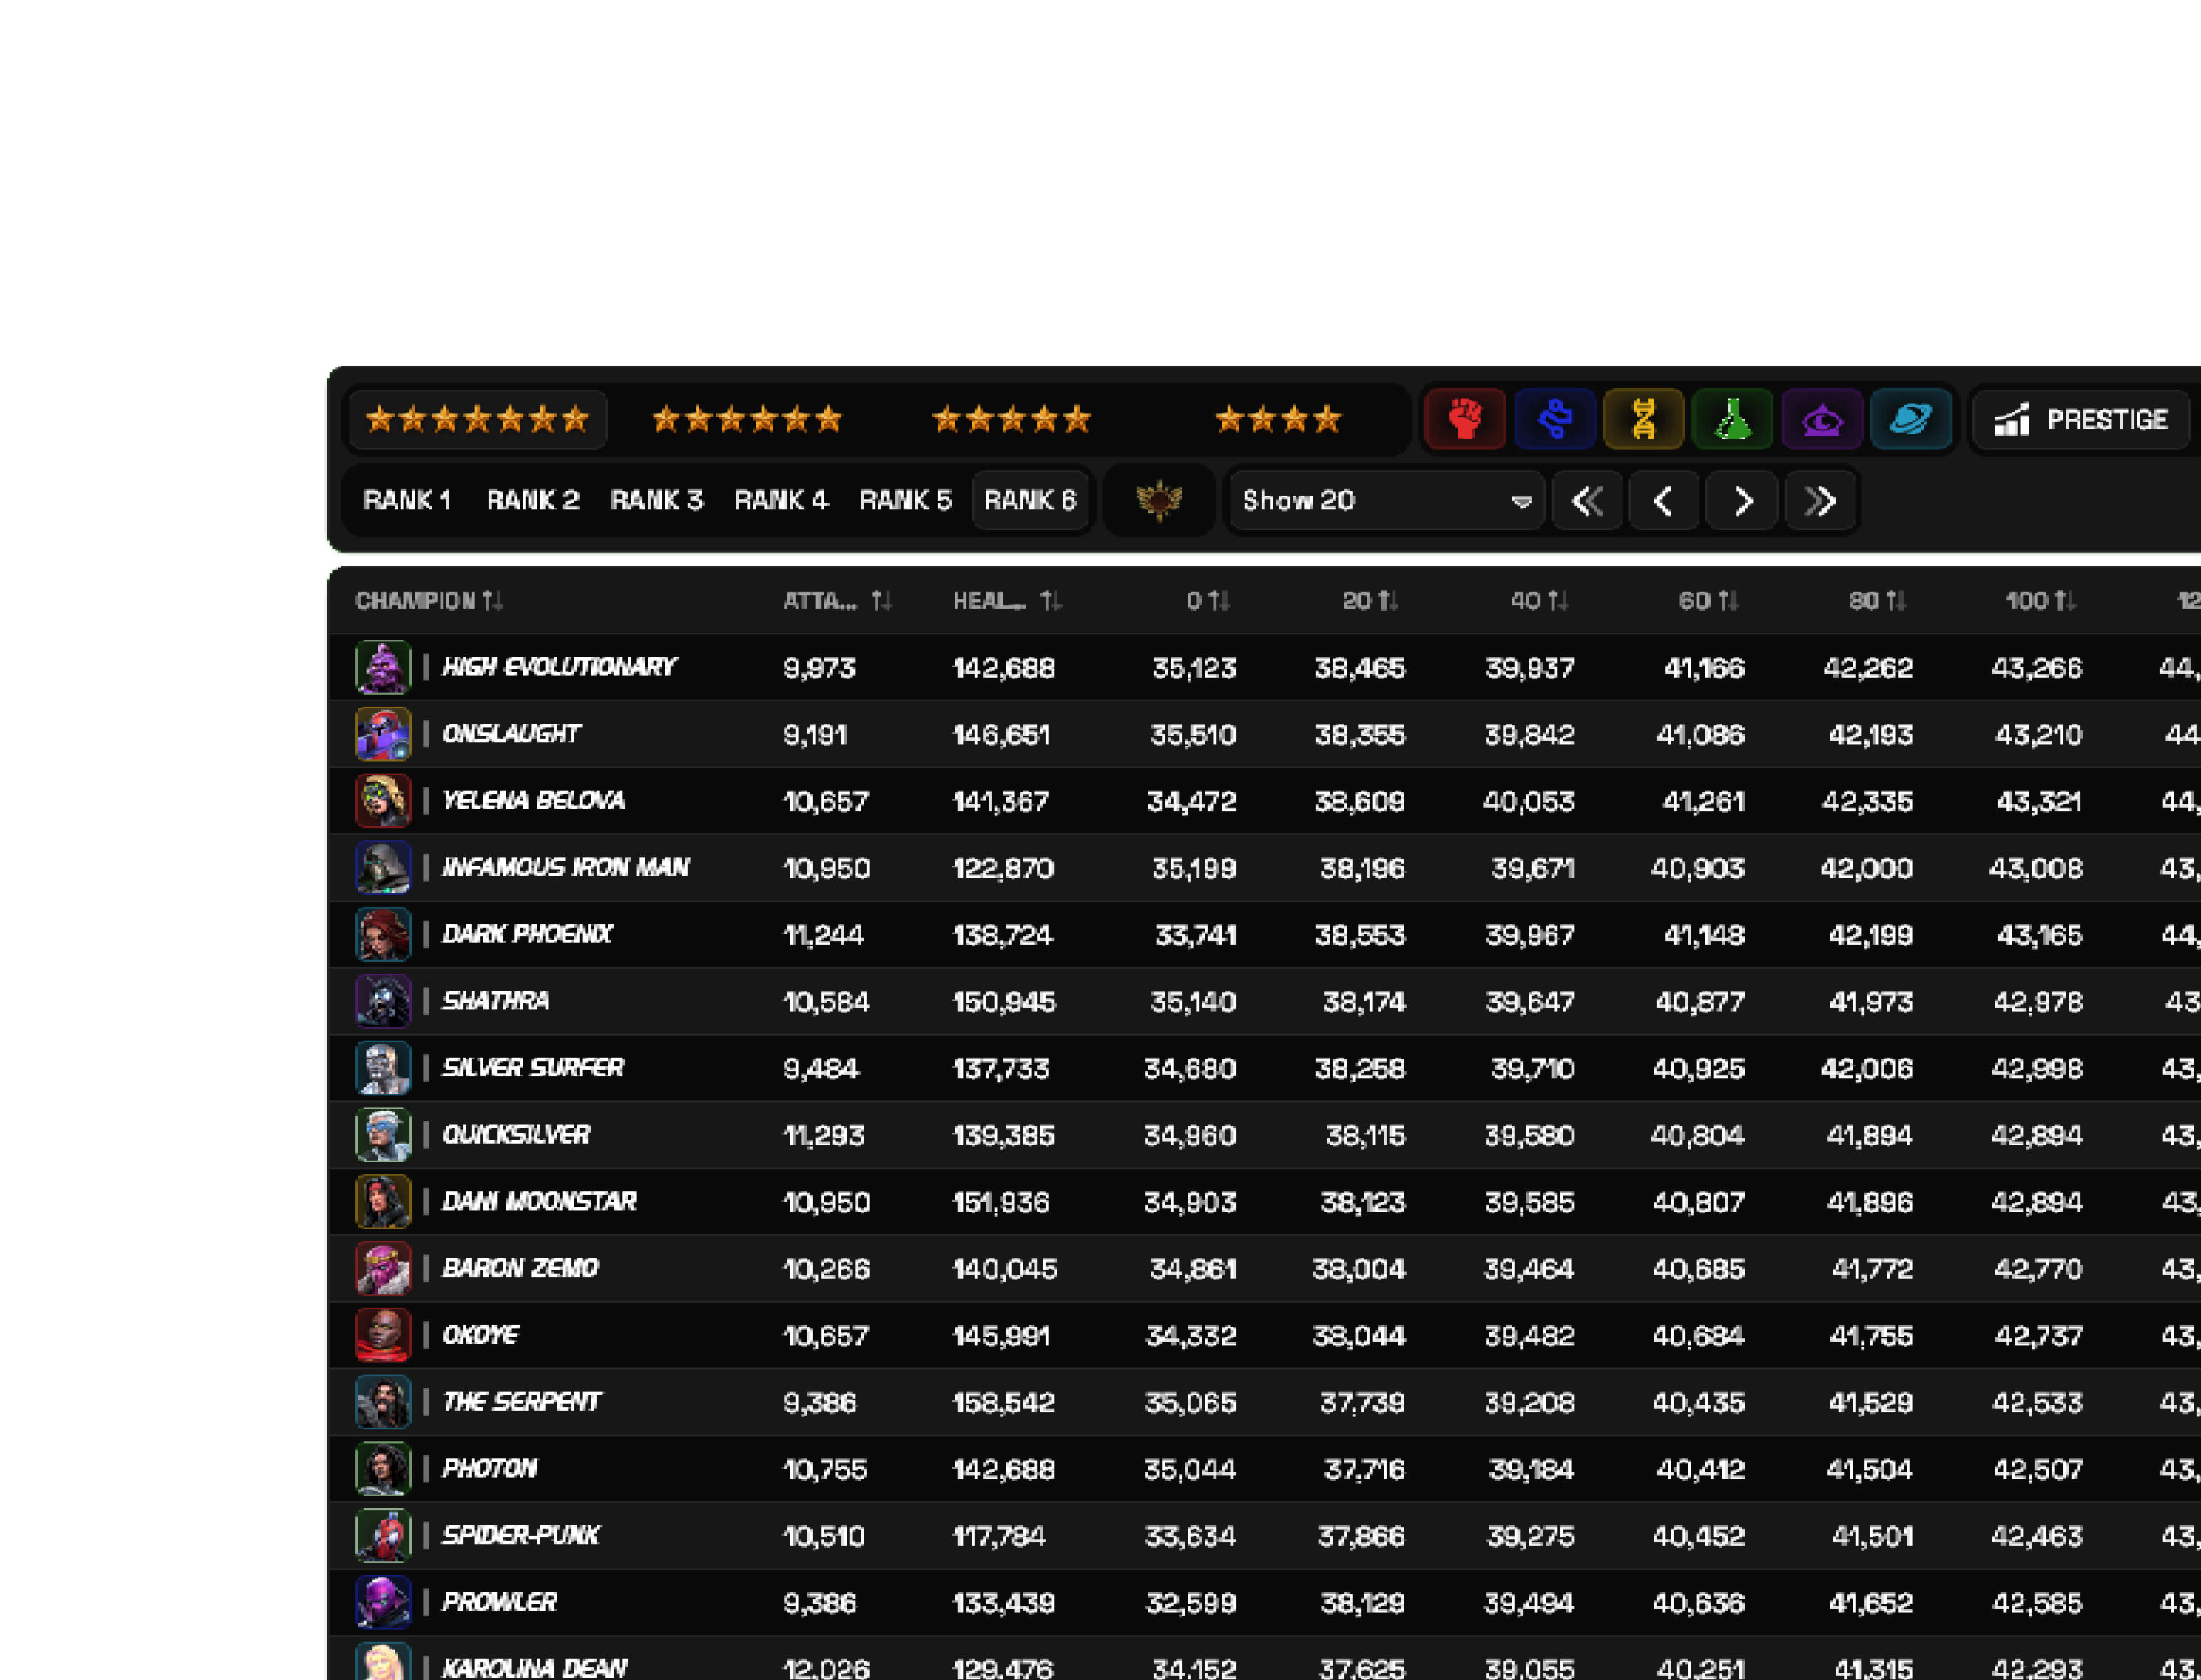 PRESTIGE
RANK 1 RANK 2 RANK 3 RANK 4 RANK 5 RANK 6 Show 20
CHAMPION ATTA... HEAL... 0 20 40 60 80 100 12
HIGH EVOLUTIONARY 9,973 142,688 35,123 38,465 39,937 41,166 42,262 43,266 44,
ONSLAUGHT 9,191 146,651 35,510 38,355 39,842 41,086 42,193 43,210 44
YELENA BELOVA 10,657 141,367 34,472 38,609 40,053 41,261 42,335 43,321 44,
INFAMOUS IRON MAN 10,950 122,870 35,199 38,196 39,671 40,903 42,000 43,008 43,
DARK PHOENIX 11,244 138,724 33,741 38,553 39,967 41,148 42,199 43,165 44,
SHATHRA 10,584 150,945 35,140 38,174 39,647 40,877 41,973 42,978 43
SILVER SURFER 9,484 137,733 34,680 38,258 39,710 40,925 42,006 42,998 43,
QUICKSILVER 11,293 139,385 34,960 38,115 39,580 40,804 41,894 42,894 43,
DANI MOONSTAR 10,950 151,936 34,903 38,123 39,585 40,807 41,896 42,894 43,
BARON ZEMO 10,266 140,045 34,861 38,004 39,464 40,685 41,772 42,770 43,
OKOYE 10,657 145,991 34,332 38,044 39,482 40,684 41,755 42,737 43,
THE SERPENT 9,386 158,542 35,065 37,739 39,208 40,435 41,529 42,533 43,
PHOTON 10,755 142,688 35,044 37,716 39,184 40,412 41,504 42,507 43,
SPIDER-PUNK 10,510 117,784 33,634 37,866 39,275 40,452 41,501 42,463 43,
PROWLER 9,386 133,439 32,599 38,129 39,494 40,636 41,652 42,585 43,
KAROLINA DEAN 12,026 129,476 34,152 37,625 39,055 40,251 41,315 42,293 43,